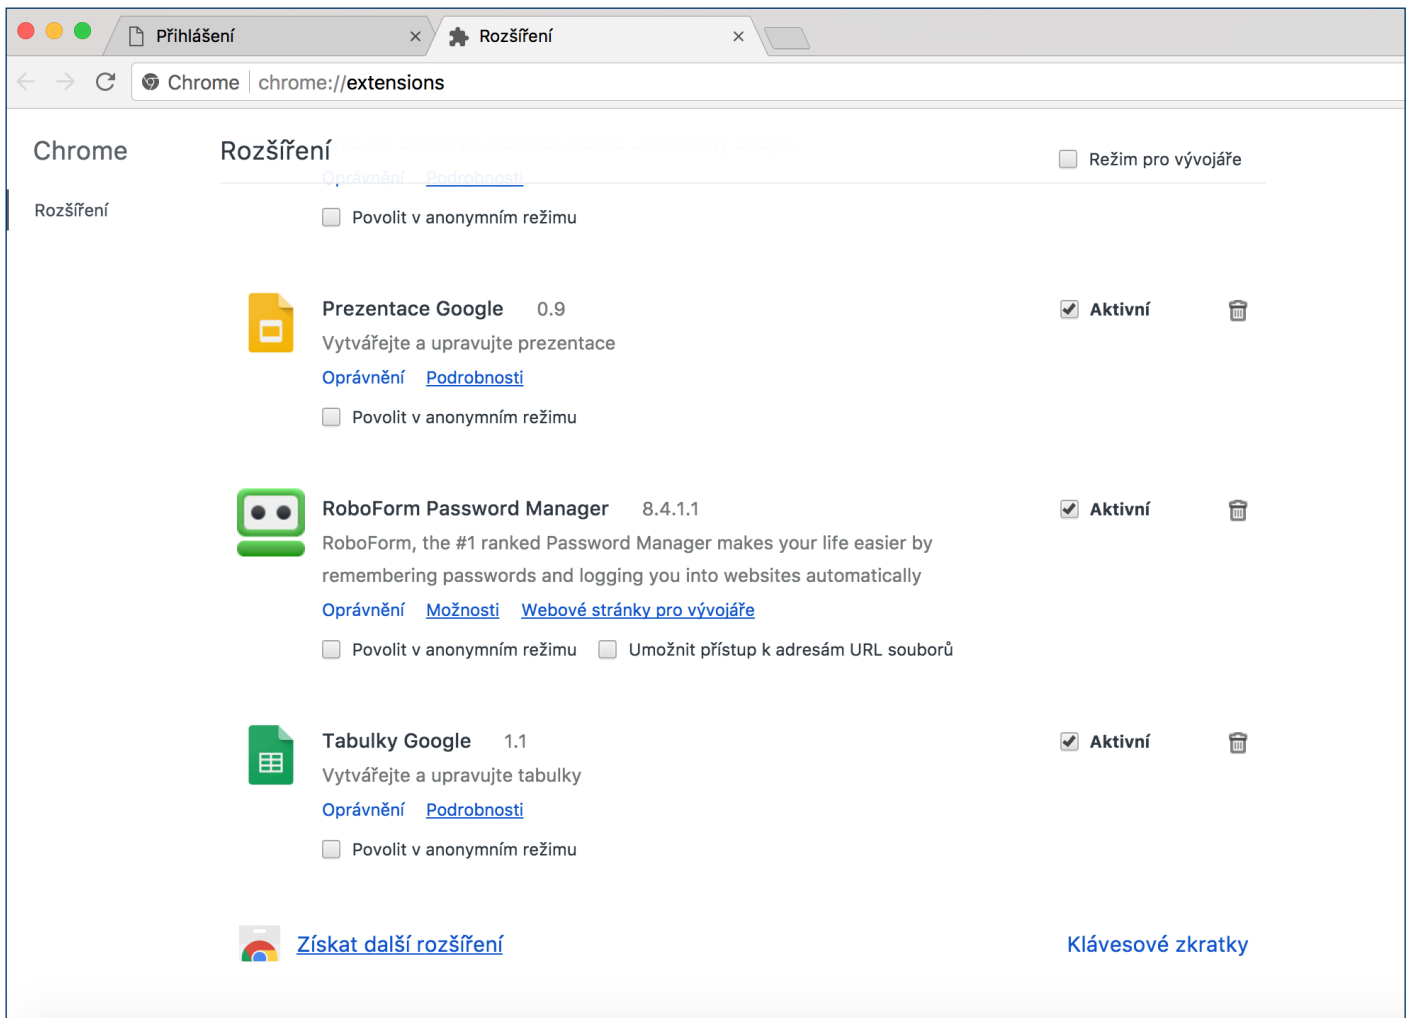 Přihlášení
Rozšíření
Chrome chrome://extensions
Chrome
Rozšíření
Režim pro vývojáře
Oprávnění Podrobnosti
Rozšíření
Povolit v anonymním režimu
Prezentace Google 0.9
Aktivní
Vytvářejte a upravujte prezentace
Oprávnění Podrobnosti
Povolit v anonymním režimu
RoboForm Password Manager 8.4.1.1
Aktivní
RoboForm, the #1 ranked Password Manager makes your life easier by
remembering passwords and logging you into websites automatically
Oprávnění Možnosti Webové stránky pro vývojáře
Povolit v anonymním režimu Umožnit přístup k adresám URL souborů
Tabulky Google 1.1
Aktivní
Vytvářejte a upravujte tabulky
Oprávnění Podrobnosti
Povolit v anonymním režimu
Získat další rozšíření
Klávesové zkratky